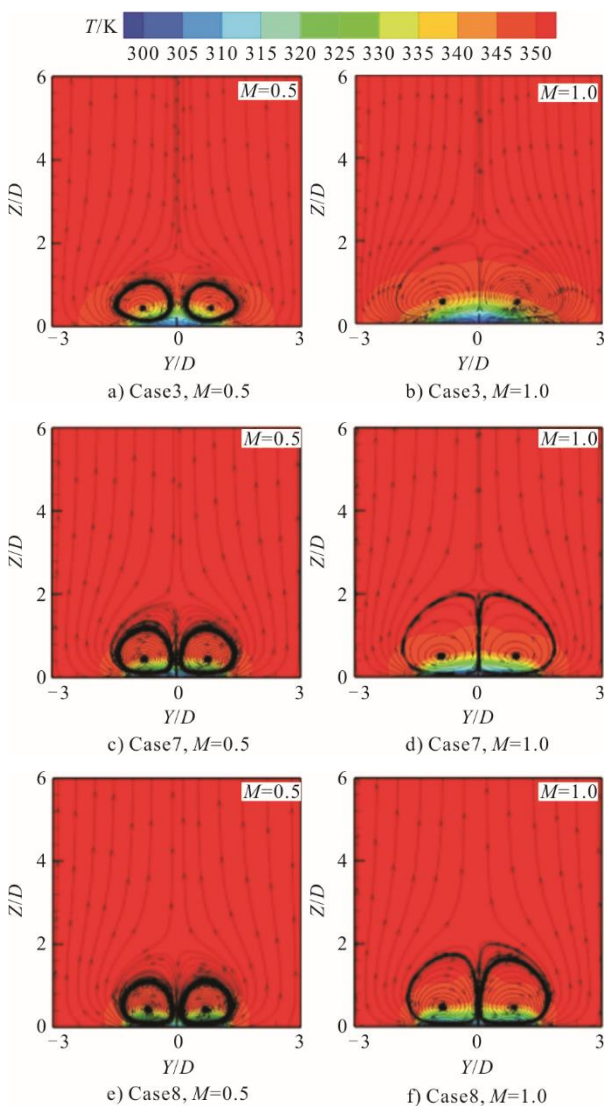 T/K
300 305 310 315 320 325 330 335 340 345 350
M=0.5
M=1.0
6
4
2
0
Z/D
−3 0 3
Y/D
6
4
2
0
Z/D
−3 0 3
Y/D
a) Case3, M=0.5
b) Case3, M=1.0
M=0.5
M=1.0
6
4
2
0
Z/D
−3 0 3
Y/D
6
4
2
0
Z/D
−3 0 3
Y/D
c) Case7, M=0.5
d) Case7, M=1.0
M=0.5
M=1.0
6
4
2
0
Z/D
−3 0 3
Y/D
6
4
2
0
Z/D
−3 0 3
Y/D
e) Case8, M=0.5
f) Case8, M=1.0